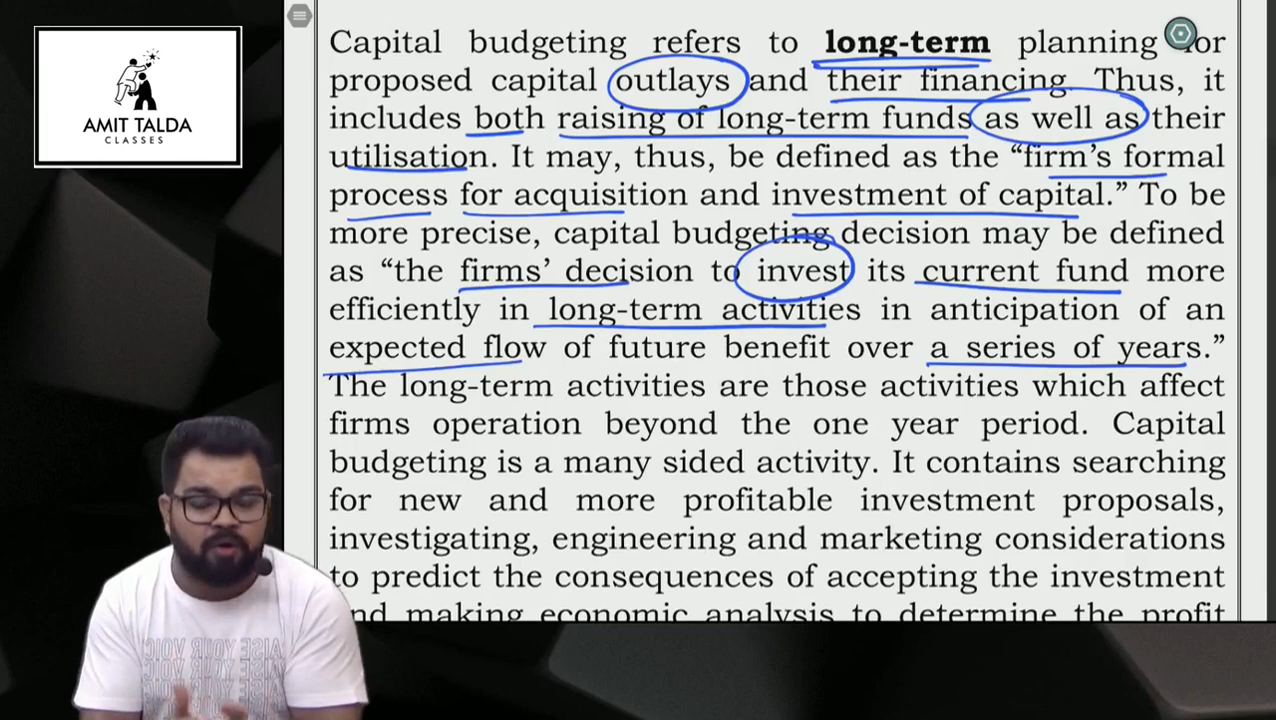 AMIT TALDA
CLASSES
Capital budgeting refers to long-term planning for
proposed capital outlays and their financing. Thus, it
includes both raising of long-term funds as well as their
utilisation. It may, thus, be defined as the “firm’s formal
process for acquisition and investment of capital.” To be
more precise, capital budgeting decision may be defined
as “the firms’ decision to invest its current fund more
efficiently in long-term activities in anticipation of an
expected flow of future benefit over a series of years.”
The long-term activities are those activities which affect
firms operation beyond the one year period. Capital
budgeting is a many sided activity. It contains searching
for new and more profitable investment proposals,
investigating, engineering and marketing considerations
to predict the consequences of accepting the investment
and making economic analysis to determine the profit